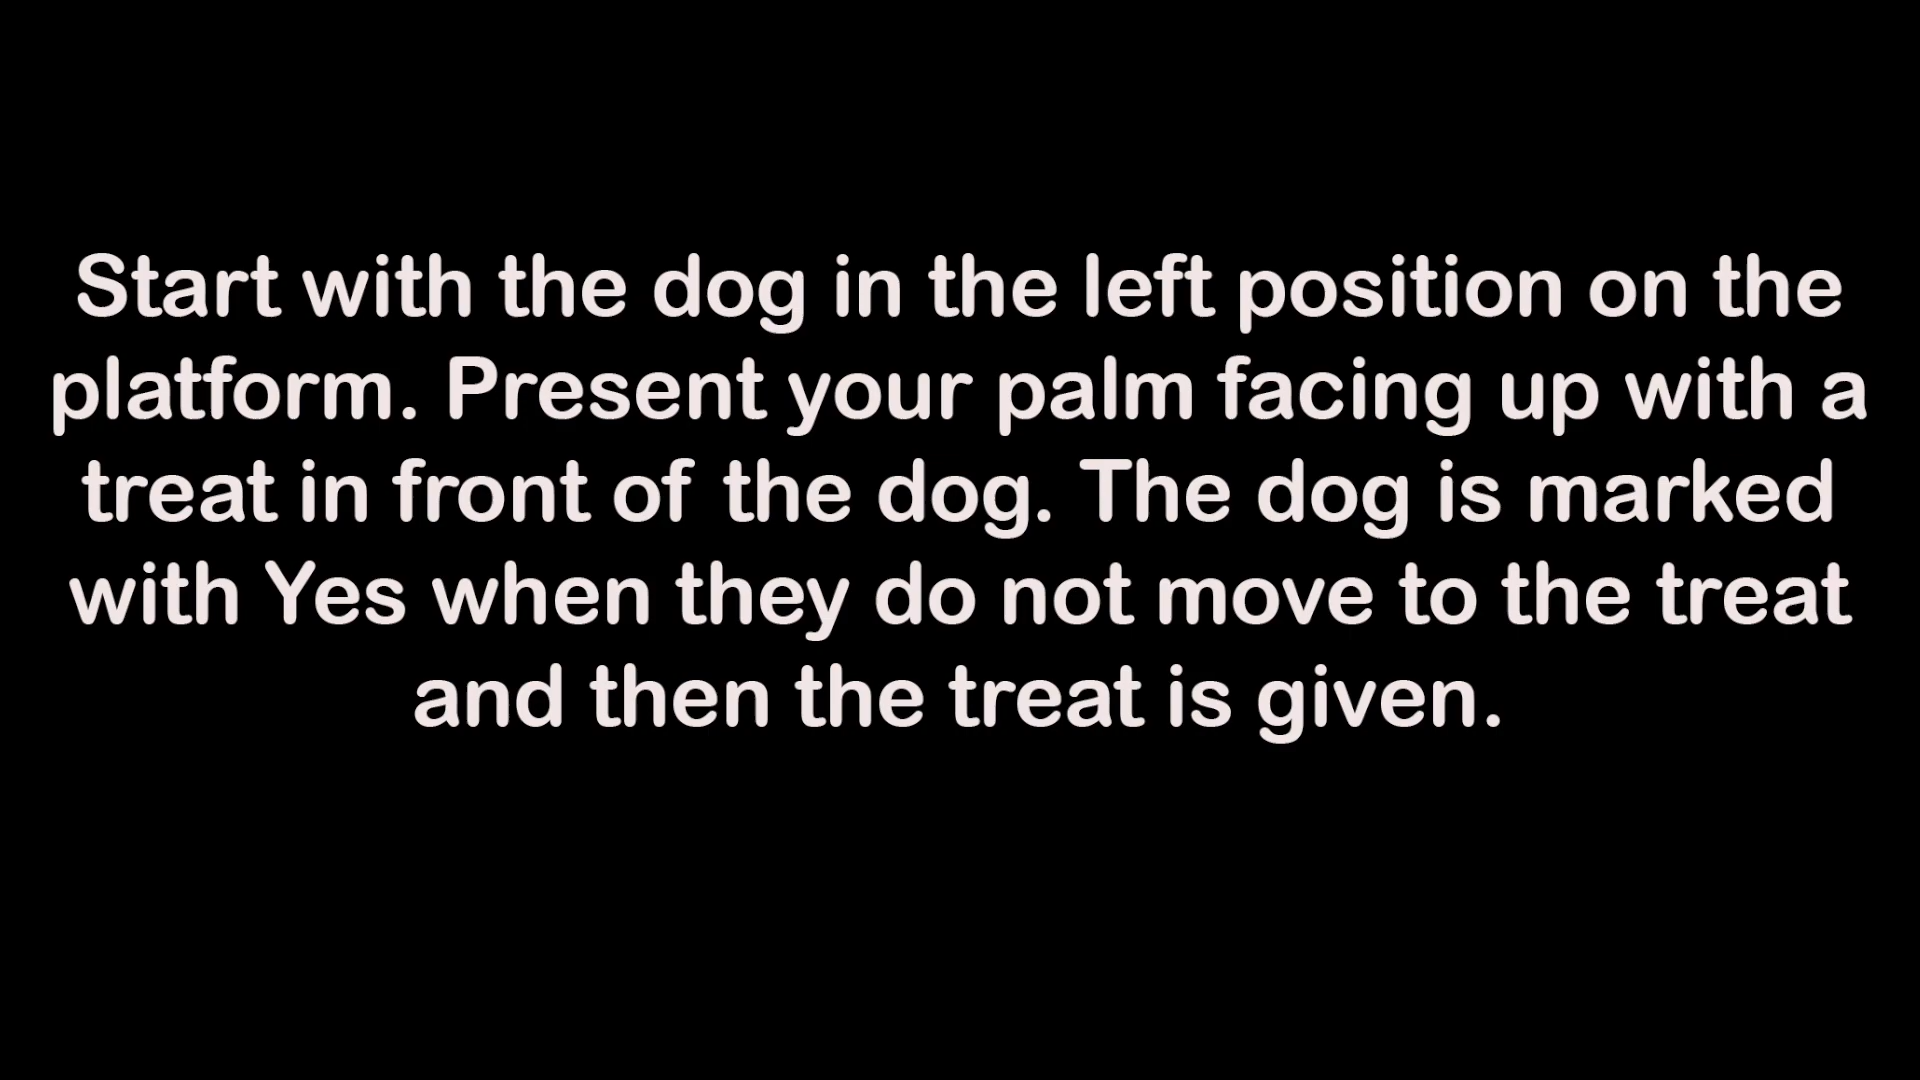 Start with the dog in the left position on the
platform. Present your palm facing up with a
treat in front of the dog. The dog is marked
with Yes when they do not move to the treat
and then the treat is given.